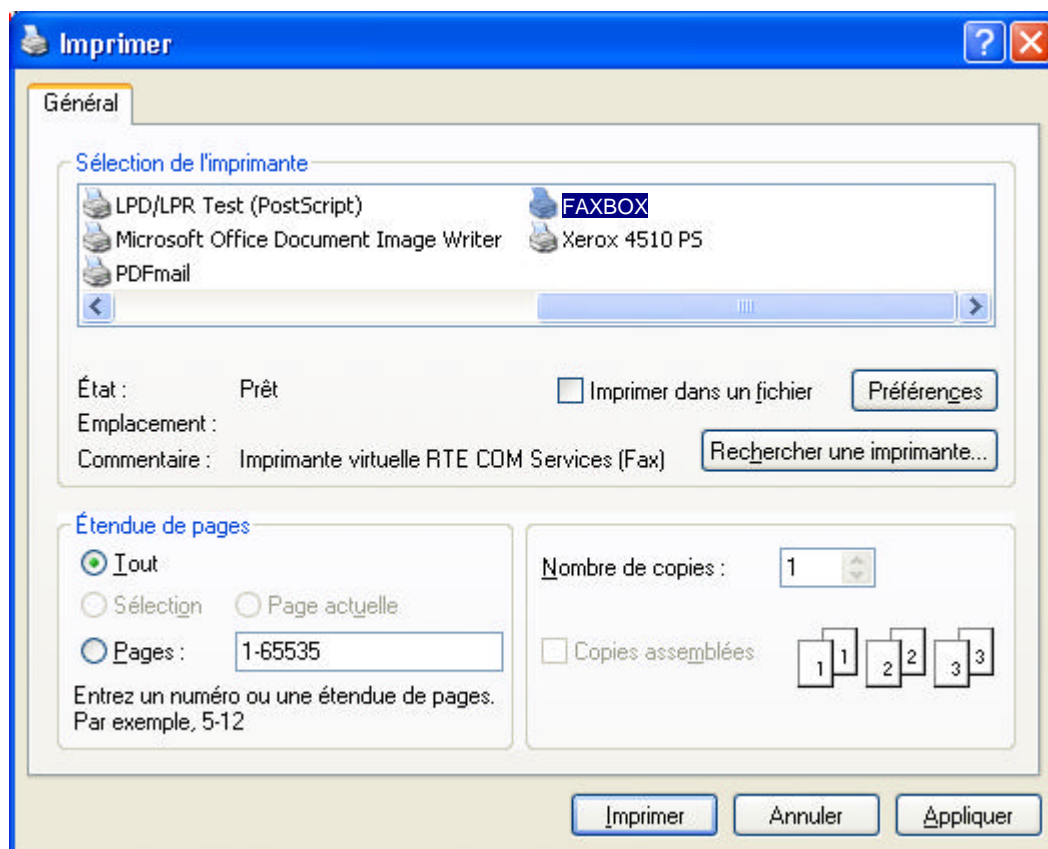 Imprimer
Général
Sélection de l'imprimante
LPD/LPR Test (PostScript)
FAXBOX
Microsoft Office Document Image Writer
Xerox 4510 PS
PDFmail
État : Prêt
Imprimer dans un fichier
Préférences
Emplacement :
Commentaire : Imprimante virtuelle RTE COM Services (Fax)
Rechercher une imprimante...
Étendue de pages
Tout
Nombre de copies : 1
Sélection
Page actuelle
Pages : 1-65535
Copies assemblées
1 1 2 2 3 3
Entrez un numéro ou une étendue de pages.
Par exemple, 5-12
Imprimer
Annuler
Appliquer